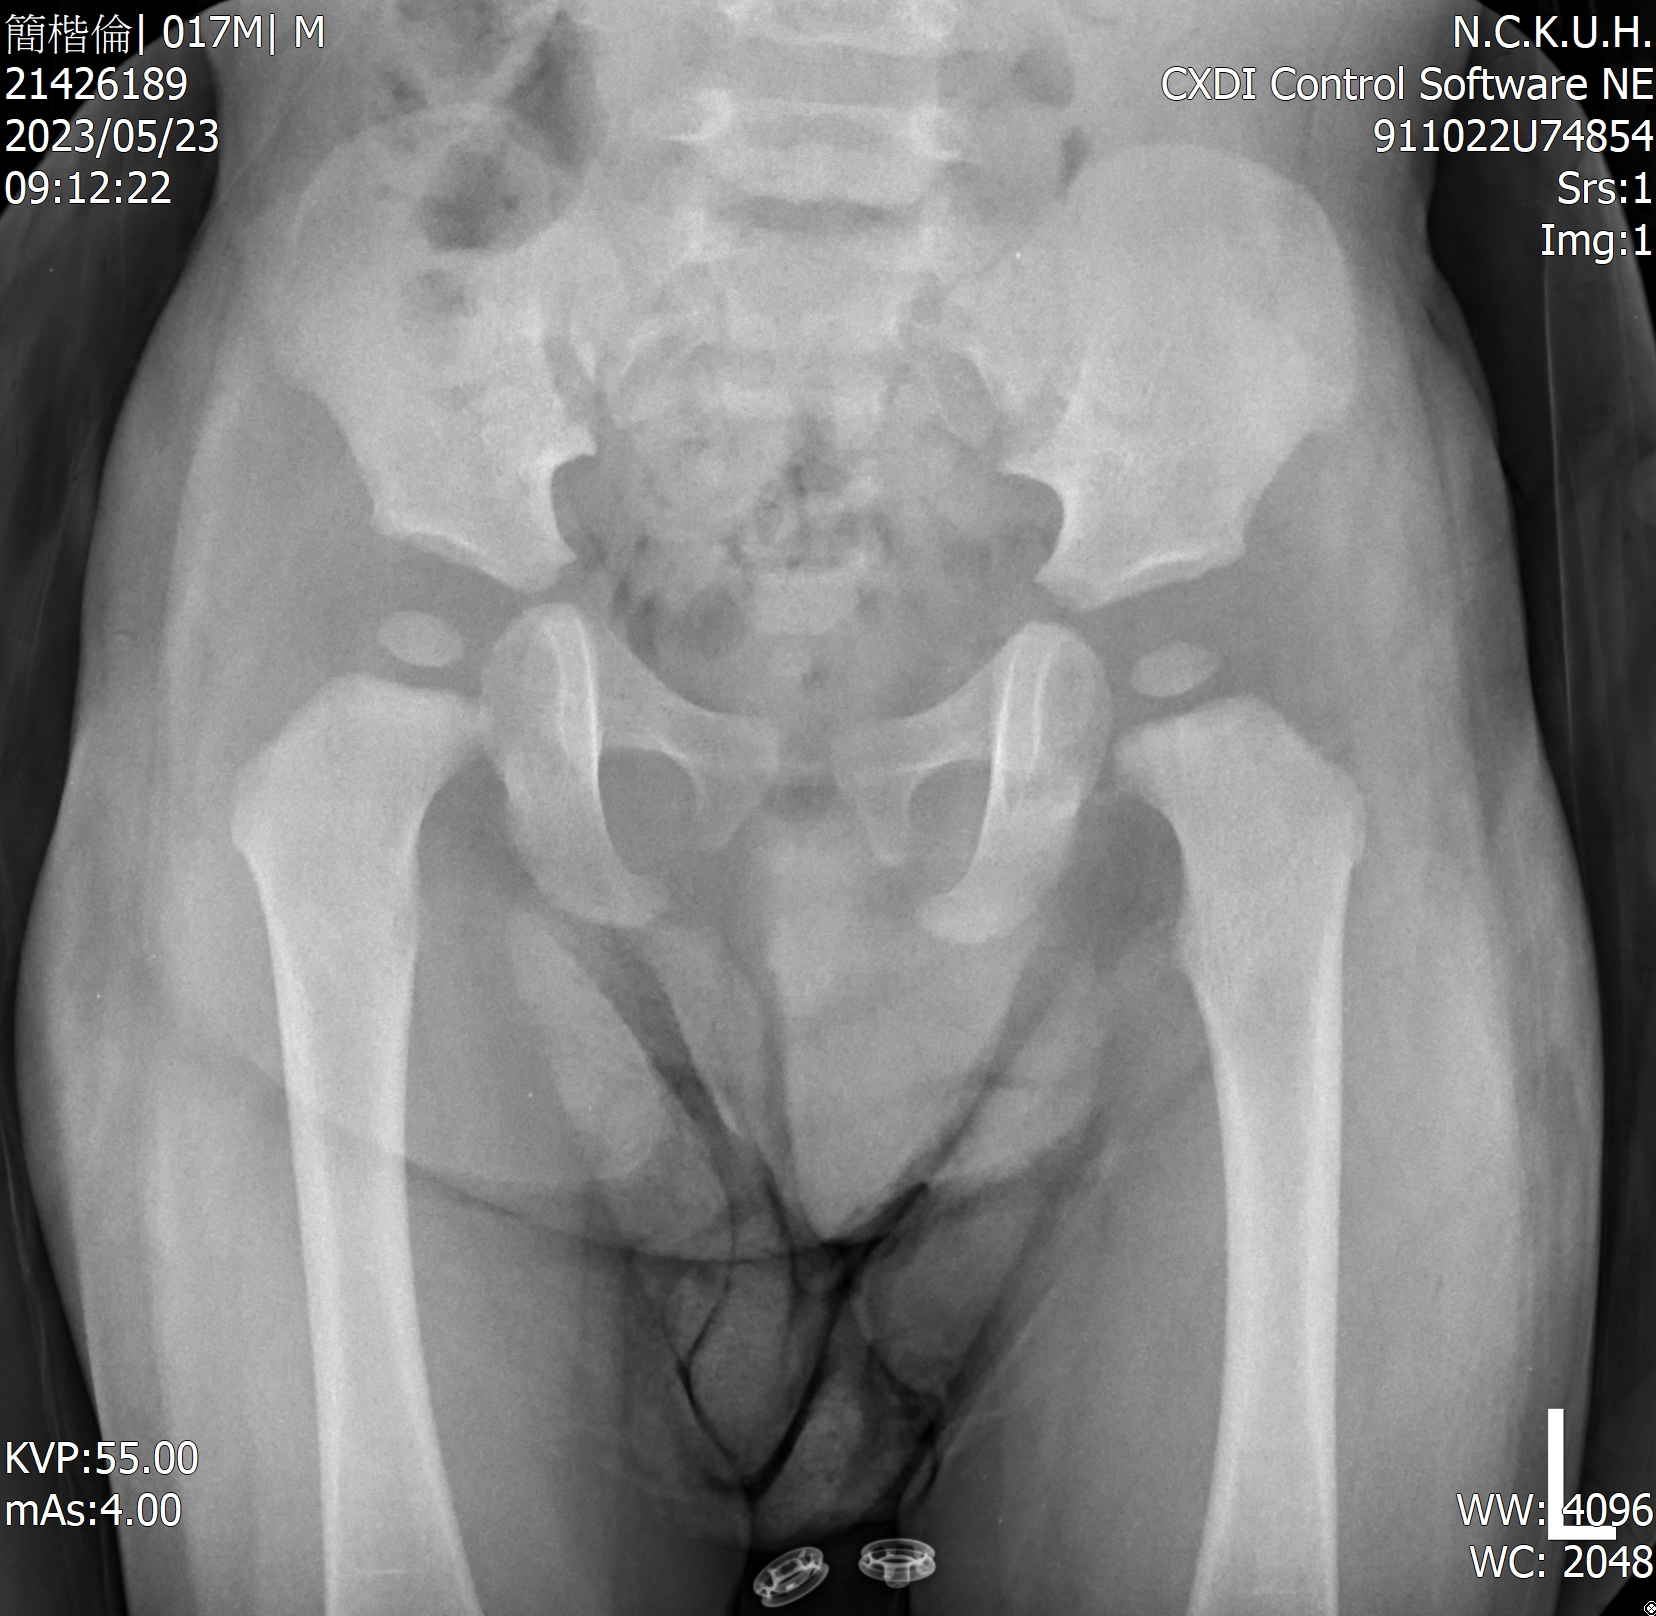 簡楷倫| 017M| M
21426189
2023/05/23
09:12:22
N.C.K.U.H.
CXDI Control Software NE
911022U74854
Srs:1
Img:1
KVP:55.00
mAs:4.00
L
WW: 4096
WC: 2048